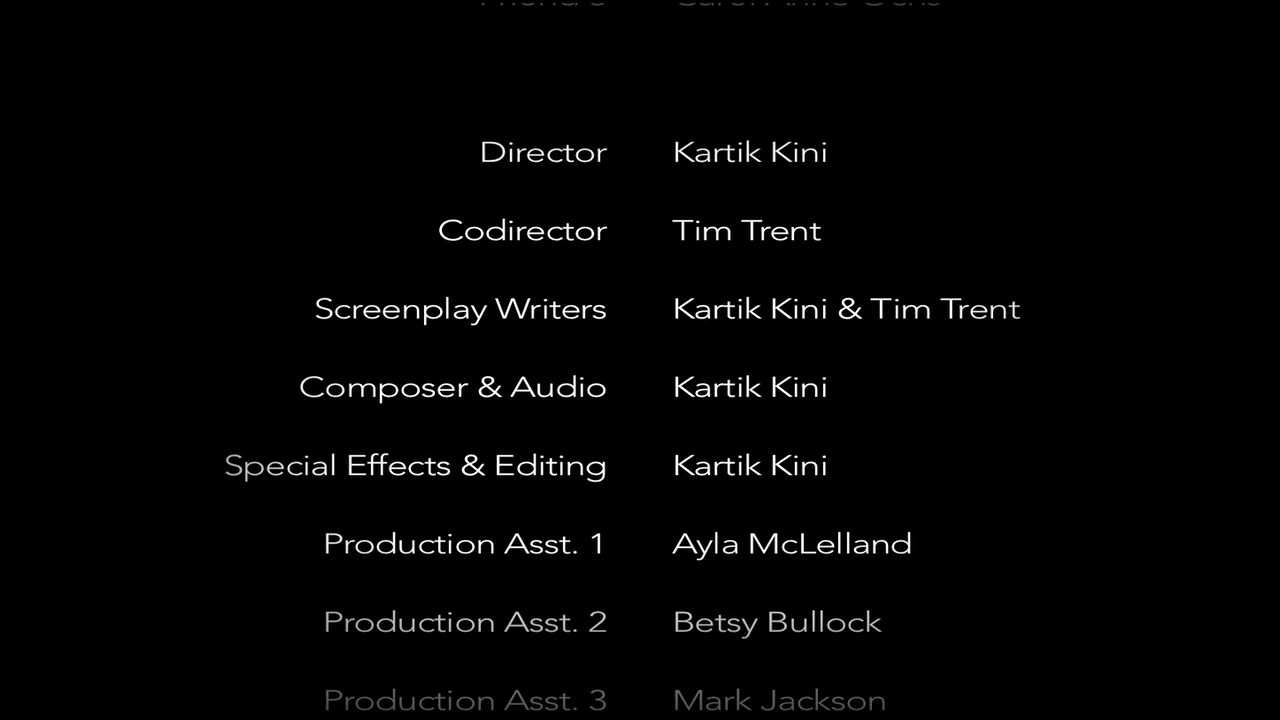 Director Kartik Kini
Codirector Tim Trent
Screenplay Writers Kartik Kini & Tim Trent
Composer & Audio Kartik Kini
Special Effects & Editing Kartik Kini
Production Asst. 1 Ayla McLelland
Production Asst. 2 Betsy Bullock
Production Asst. 3 Mark Jackson